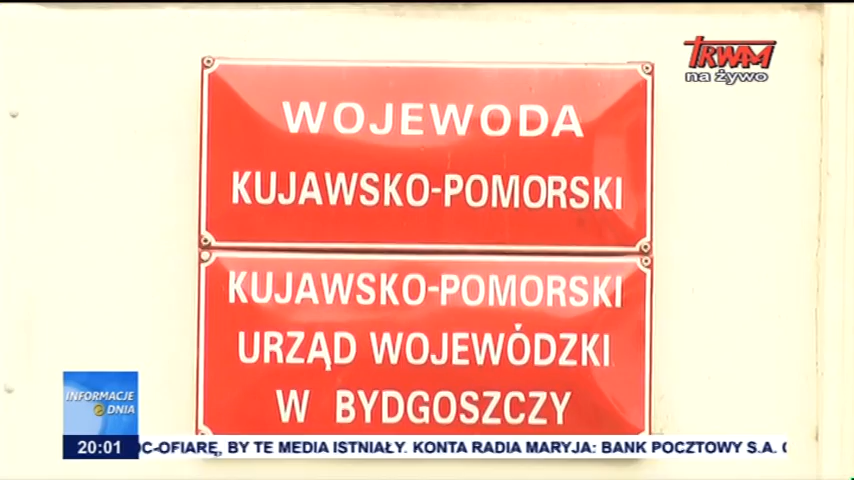 TRWAM
na żywo
WOJEWODA
KUJAWSKO-POMORSKI
KUJAWSKO-POMORSKI
URZĄD WOJEWÓDZKI
W BYDGOSZCZY
INFORMACJE
DNIA
20:01
OC-OFIARĘ, BY TE MEDIA ISTNIAŁY. KONTA RADIA MARYJA: BANK POCZTOWY S.A.